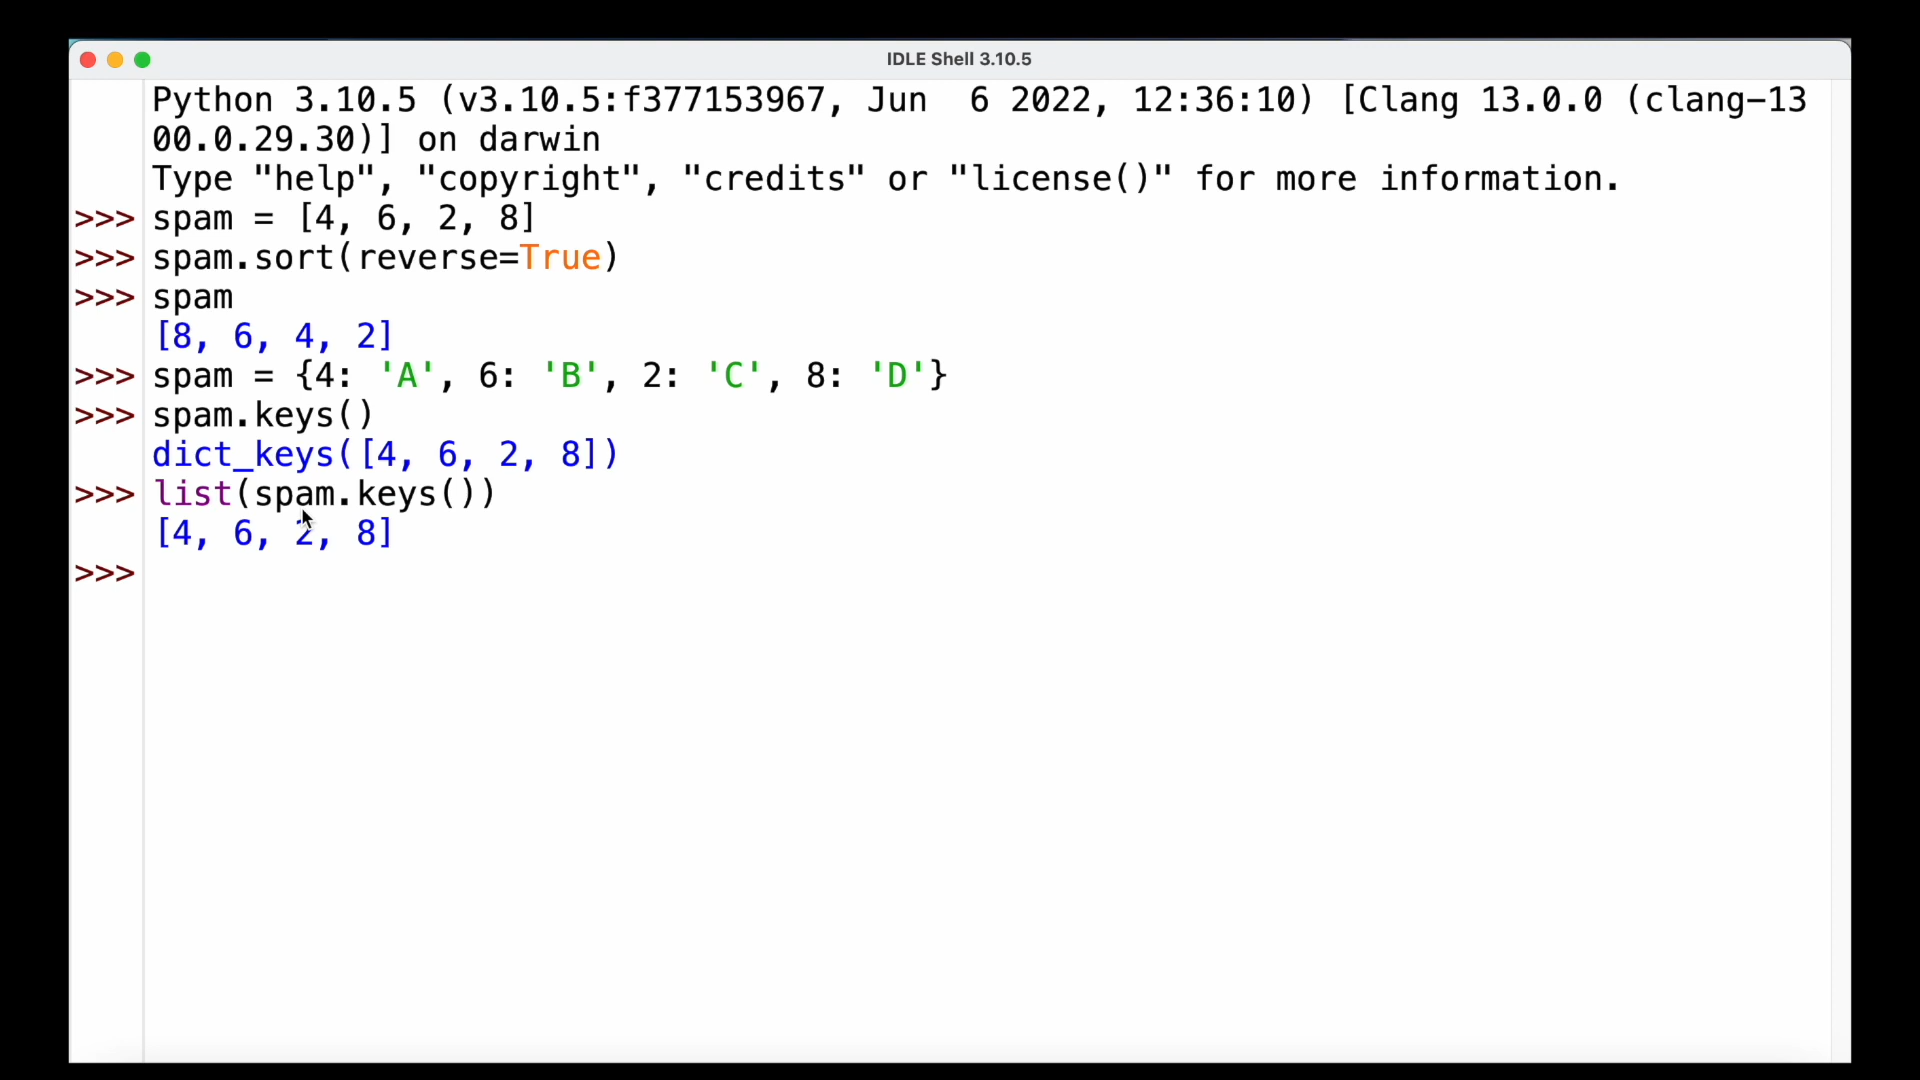 IDLE Shell 3.10.5
Python 3.10.5 (v3.10.5:f377153967, Jun  6 2022, 12:36:10) [Clang 13.0.0 (clang-13
00.0.29.30)] on darwin
Type "help", "copyright", "credits" or "license()" for more information.
>>> spam = [4, 6, 2, 8]
>>> spam.sort(reverse=True)
>>> spam
[8, 6, 4, 2]
>>> spam = {4: 'A', 6: 'B', 2: 'C', 8: 'D'}
>>> spam.keys()
dict_keys([4, 6, 2, 8])
>>> list(spam.keys())
[4, 6, 2, 8]
>>>